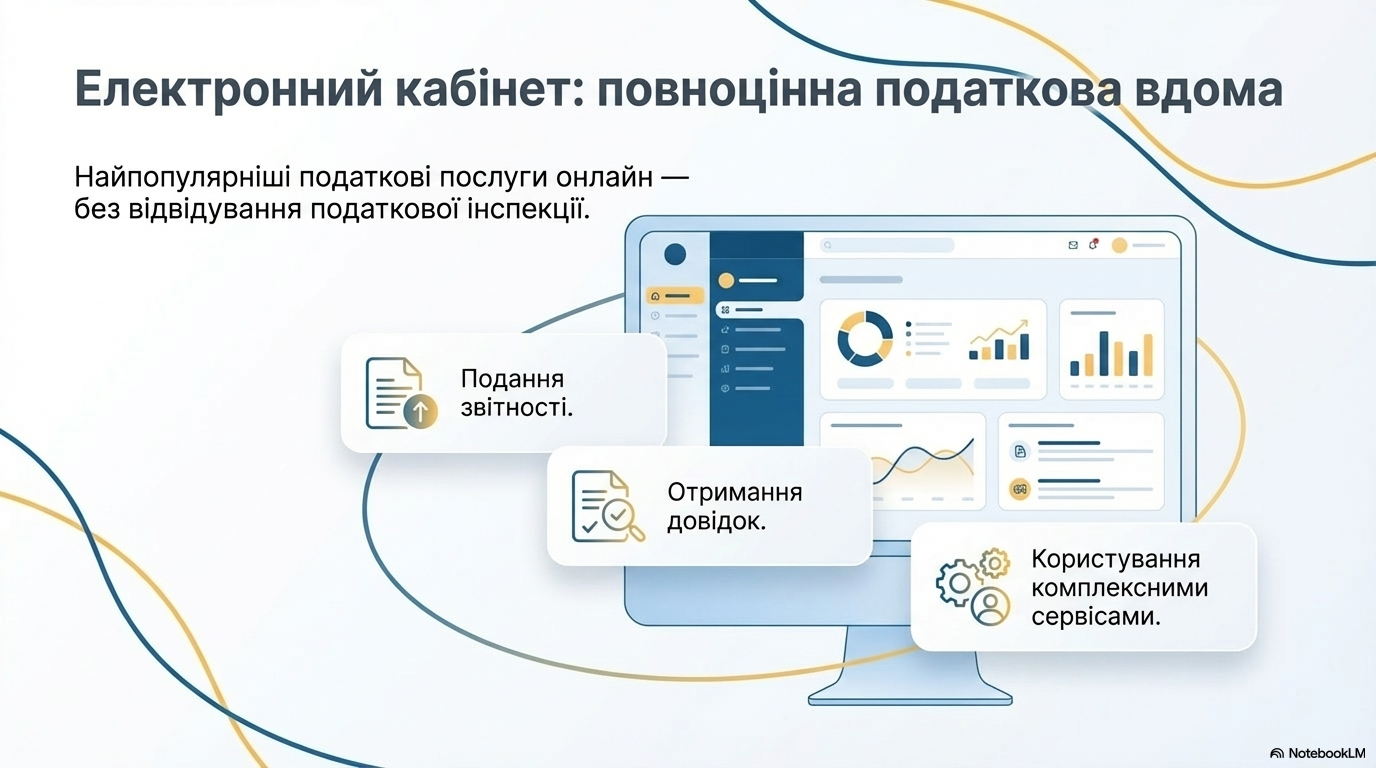 Електронний кабінет: повноцінна податкова вдома
Найпопулярніші податкові послуги онлайн —
без відвідування податкової інспекції.
Подання
звітності.
Отримання
довідок.
Користування
комплексними
сервісами.
NotebookLM